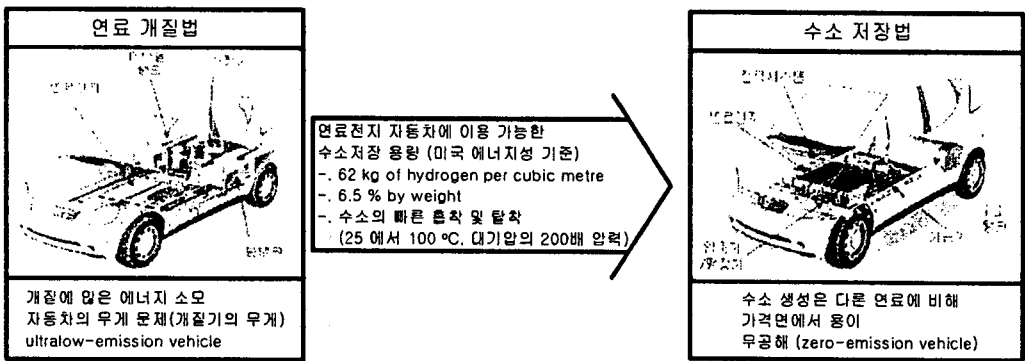 연료 개질법
개질에 많은 에너지 소모
자동차의 무게 문제(개질기의 무게)
ultralow-emission vehicle
연료전지 자동차에 이용 가능한
수소저장 용량 (미국 에너지성 기준)
-. 62 kg of hydrogen per cubic metre
-. 6.5 % by weight
-. 수소의 빠른 흡착 및 탈착
(25 에서 100 ºC, 대기압의 200배 압력)
수소 저장법
수소 생성은 다른 연료에 비해
가격면에서 용이
무공해 (zero-emission vehicle)